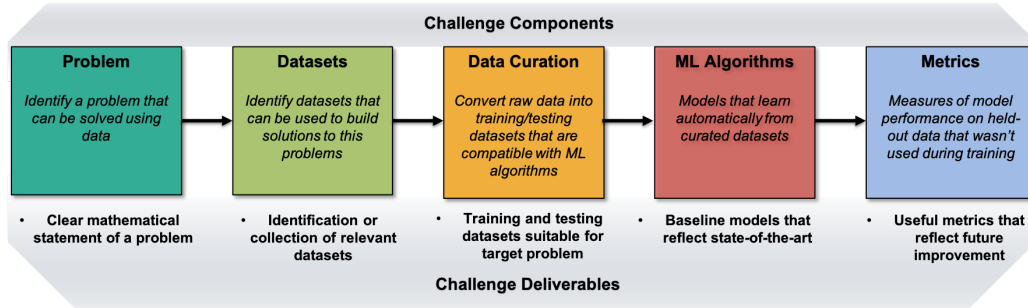 Challenge Components
Problem
Identify a problem that
can be solved using
data
Datasets
Identify datasets that
can be used to build
solutions to this
problems
Data Curation
Convert raw data into
training/testing
datasets that are
compatible with ML
algorithms
ML Algorithms
Models that learn
automatically from
curated datasets
Metrics
Measures of model
performance on held-
out data that wasn't
used during training
• Clear mathematical
statement of a problem
• Identification or
collection of relevant
datasets
• Training and testing
datasets suitable for
target problem
• Baseline models that
reflect state-of-the-art
• Useful metrics that
reflect future
improvement
Challenge Deliverables